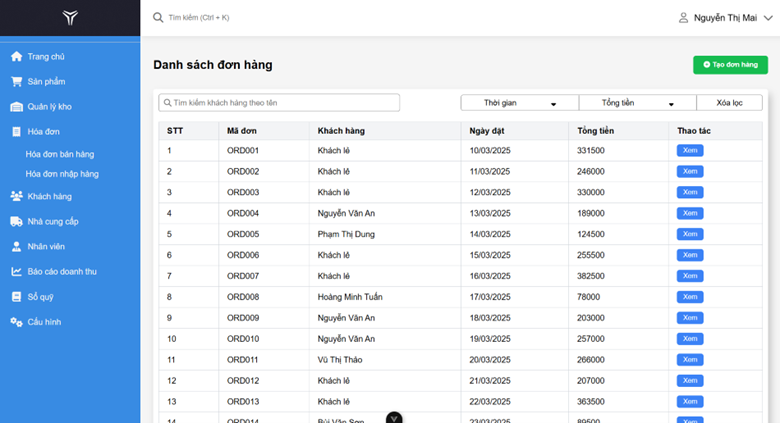 Tìm kiếm (Ctrl + K)
Nguyễn Thị Mai
Trang chủ
Sản phẩm
Quản lý kho
Hóa đơn
Hóa đơn bán hàng
Hóa đơn nhập hàng
Khách hàng
Nhà cung cấp
Nhân viên
Báo cáo doanh thu
Sổ quỹ
Cấu hình
Danh sách đơn hàng
Tạo đơn hàng
Tìm kiếm khách hàng theo tên
Thời gian Tổng tiền Xóa lọc
STT Mã đơn Khách hàng Ngày đặt Tổng tiền Thao tác
1 ORD001 Khách lẻ 10/03/2025 331500 Xem
2 ORD002 Khách lẻ 11/03/2025 246000 Xem
3 ORD003 Khách lẻ 12/03/2025 330000 Xem
4 ORD004 Nguyễn Văn An 13/03/2025 189000 Xem
5 ORD005 Phạm Thị Dung 14/03/2025 124500 Xem
6 ORD006 Khách lẻ 15/03/2025 255500 Xem
7 ORD007 Khách lẻ 16/03/2025 382500 Xem
8 ORD008 Hoàng Minh Tuấn 17/03/2025 78000 Xem
9 ORD009 Nguyễn Văn An 18/03/2025 203000 Xem
10 ORD010 Nguyễn Văn An 19/03/2025 257000 Xem
11 ORD011 Vũ Thị Thảo 20/03/2025 266000 Xem
12 ORD012 Khách lẻ 21/03/2025 207000 Xem
13 ORD013 Khách lẻ 22/03/2025 363500 Xem
14 ORD014 Bùi Văn Sơn 23/03/2025 89500 Xem